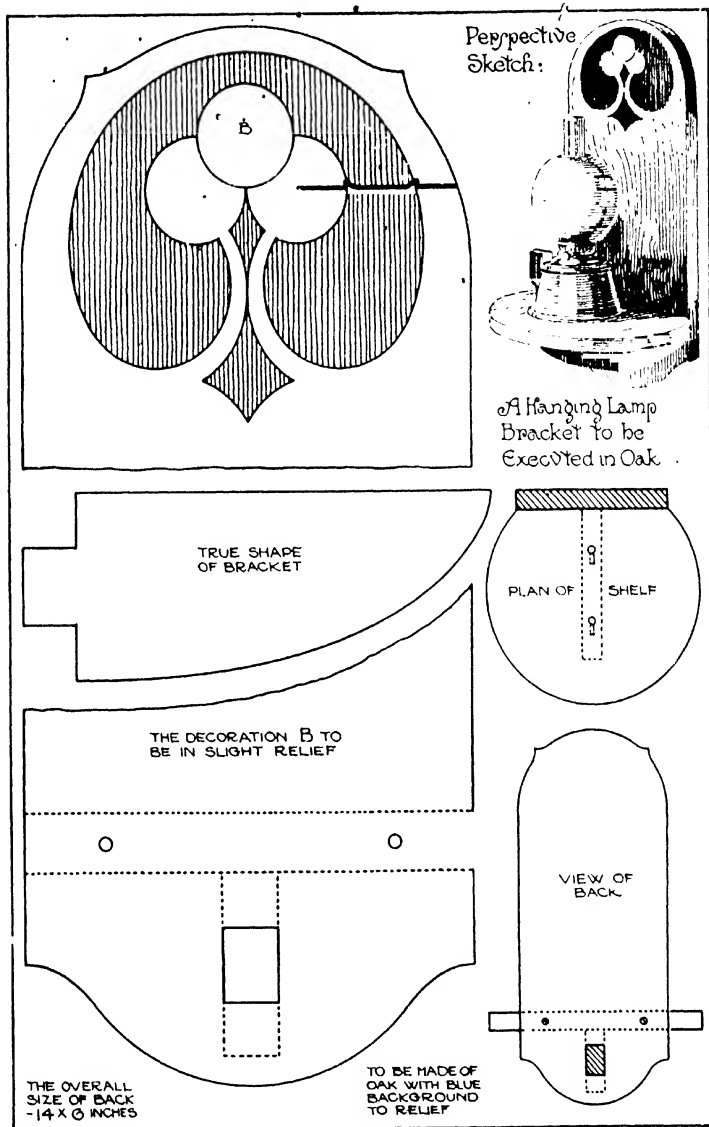 B
Perspective
Sketch:
A Hanging Lamp
Bracket to be
Executed in Oak.
TRUE SHAPE
OF BRACKET
PLAN OF SHELF
THE DECORATION B TO
BE IN SLIGHT RELIEF
VIEW OF
BACK
THE OVERALL
SIZE OF BACK
-14 X 6 INCHES
TO BE MADE OF
OAK WITH BLUE
BACKGROUND
TO RELIEF